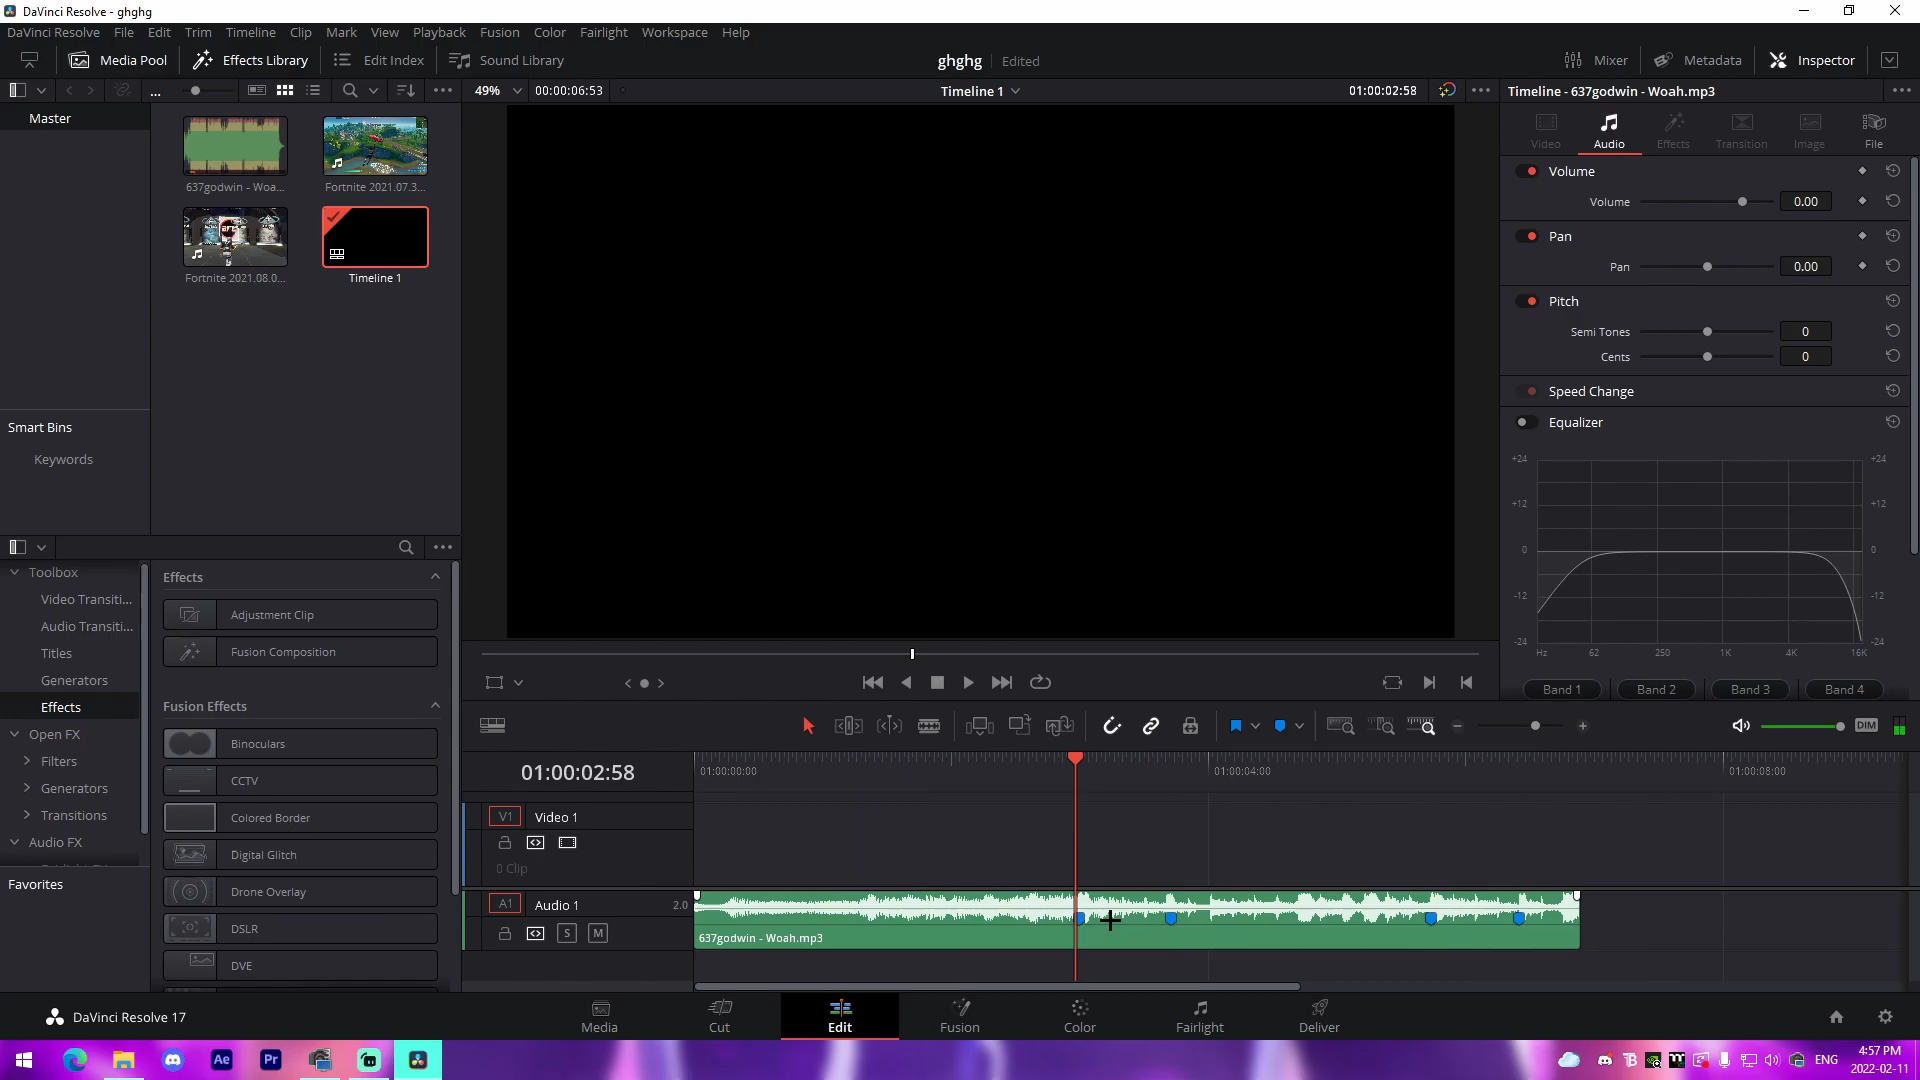 DaVinci Resolve - ghghg
DaVinci Resolve File Edit Trim Timeline Clip Mark View Playback Fusion Color Fairlight Workspace Help
Media Pool Effects Library Edit Index Sound Library ghghg Edited Mixer Metadata Inspector
... 49% 00:00:06:53 Timeline 1 01:00:02:58 Timeline - 637godwin - Woah.mp3
Master
637godwin - Woa...
Fortnite 2021.07.3...
Fortnite 2021.08.0...
Timeline 1
Smart Bins
Keywords
Video Audio Effects Transition Image File
Volume
Volume 0.00
Pan
Pan 0.00
Pitch
Semi Tones 0
Cents 0
Speed Change
Equalizer
+24 +24
+12 +12
0 0
-12 -12
-24 -24
Hz 62 250 1K 4K 16K
Band 1 Band 2 Band 3 Band 4
Toolbox
Video Transiti...
Audio Transiti...
Titles
Generators
Effects
Open FX
Filters
Generators
Transitions
Audio FX
Favorites
Effects
Adjustment Clip
Fusion Composition
Fusion Effects
Binoculars
CCTV
Colored Border
Digital Glitch
Drone Overlay
DSLR
DVE
DIM
01:00:02:58
01:00:00:00 01:00:04:00 01:00:08:00
V1 Video 1
0 Clip
A1 Audio 1 2.0
S M
637godwin - Woah.mp3
DaVinci Resolve 17
Media Cut Edit Fusion Color Fairlight Deliver
Ae Pr
ENG
4:57 PM
2022-02-11